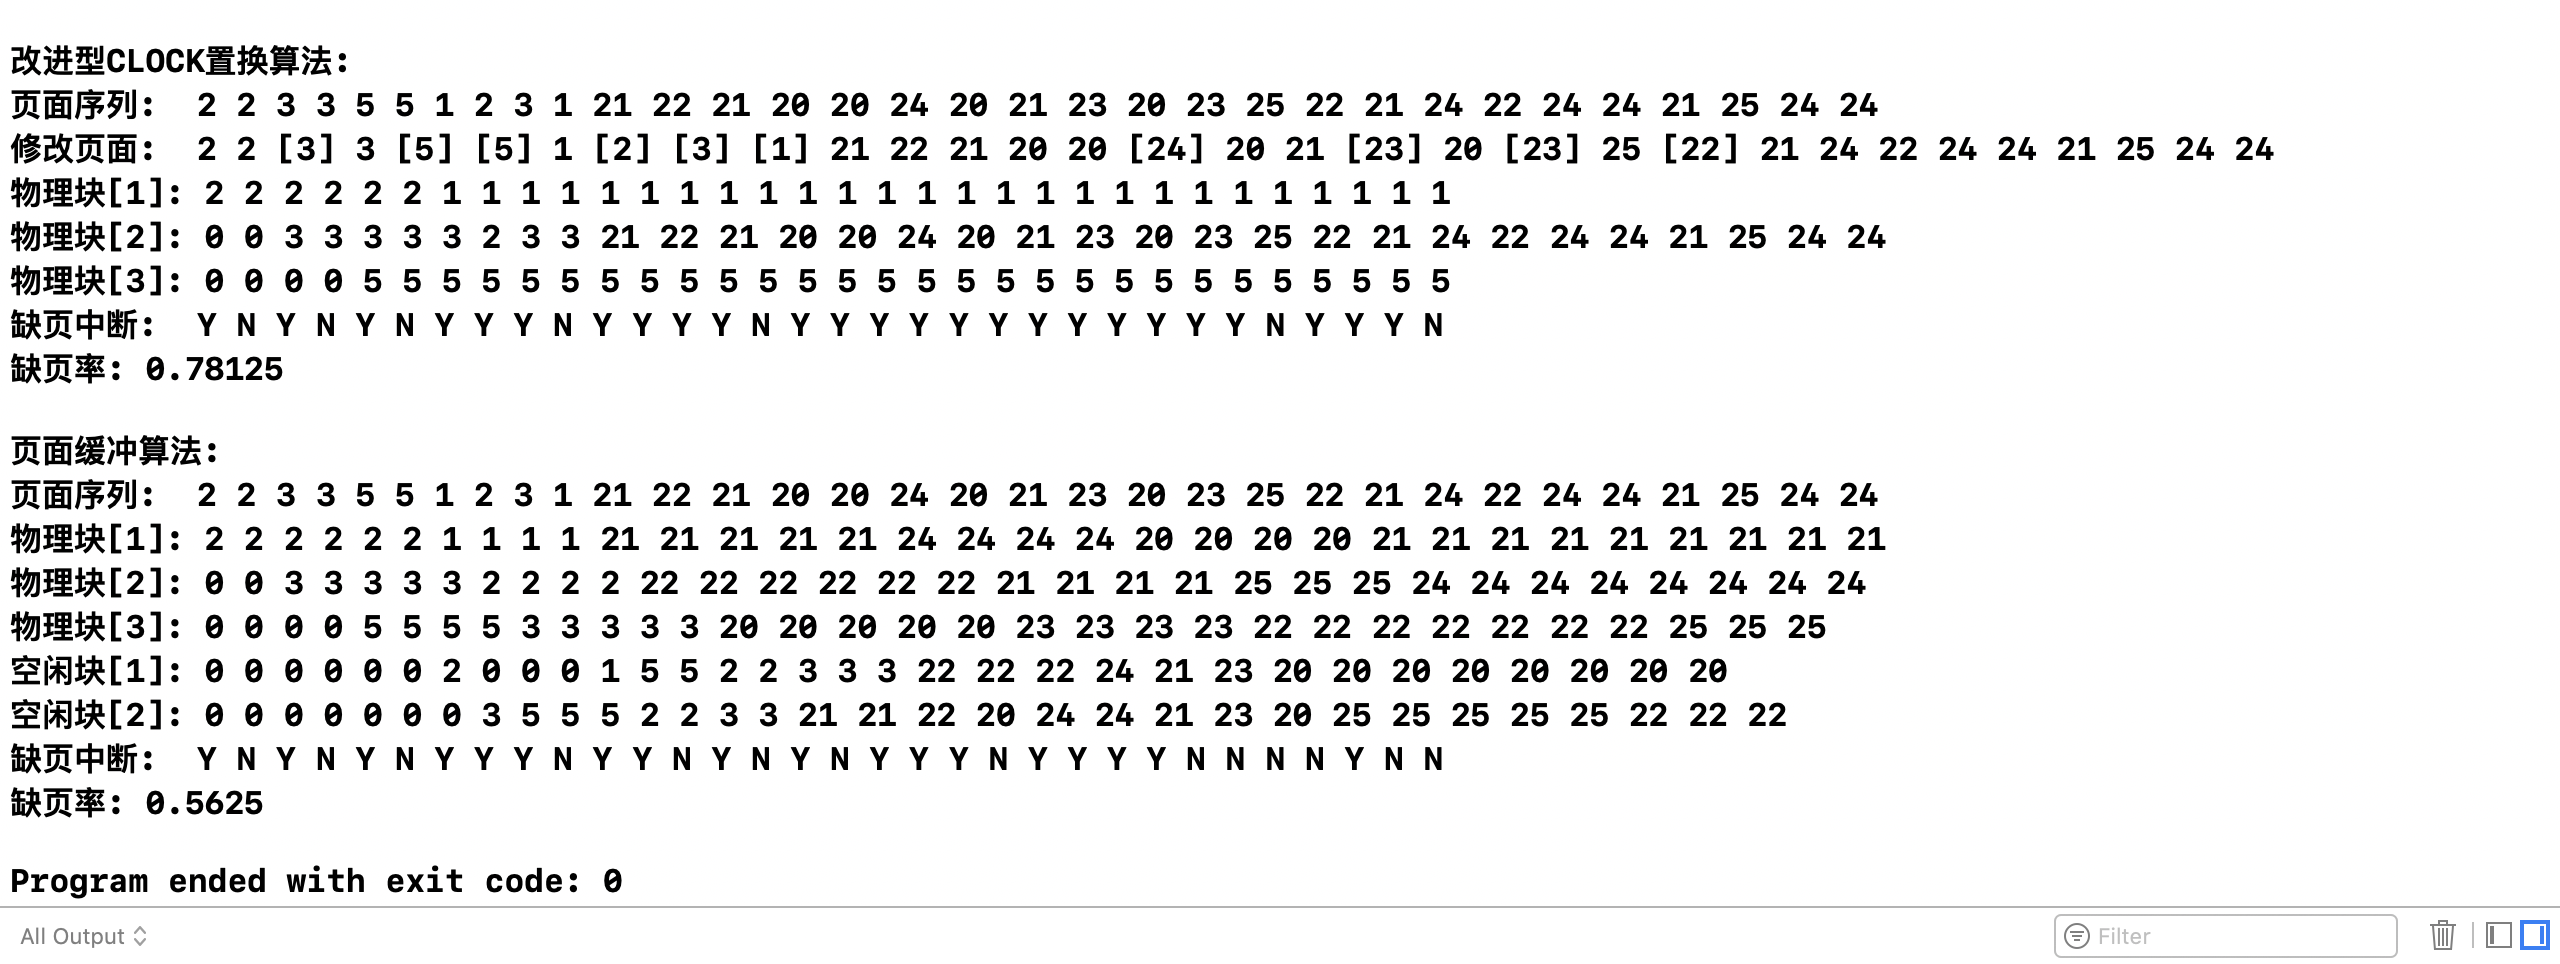 改进型CLOCK置换算法:
页面序列:  2 2 3 3 5 5 1 2 3 1 21 22 21 20 20 24 20 21 23 20 23 25 22 21 24 22 24 24 21 25 24 24
修改页面:  2 2 [3] 3 [5] [5] 1 [2] [3] [1] 21 22 21 20 20 [24] 20 21 [23] 20 [23] 25 [22] 21 24 22 24 24 21 25 24 24
物理块[1]: 2 2 2 2 2 2 1 1 1 1 1 1 1 1 1 1 1 1 1 1 1 1 1 1 1 1 1 1 1 1 1 1
物理块[2]: 0 0 3 3 3 3 3 2 3 3 21 22 21 20 20 24 20 21 23 20 23 25 22 21 24 22 24 24 21 25 24 24
物理块[3]: 0 0 0 0 5 5 5 5 5 5 5 5 5 5 5 5 5 5 5 5 5 5 5 5 5 5 5 5 5 5 5 5
缺页中断:  Y N Y N Y N Y Y Y N Y Y Y Y N Y Y Y Y Y Y Y Y Y Y Y Y N Y Y Y N
缺页率: 0.78125
页面缓冲算法:
页面序列:  2 2 3 3 5 5 1 2 3 1 21 22 21 20 20 24 20 21 23 20 23 25 22 21 24 22 24 24 21 25 24 24
物理块[1]: 2 2 2 2 2 2 1 1 1 1 21 21 21 21 21 24 24 24 24 20 20 20 20 21 21 21 21 21 21 21 21 21
物理块[2]: 0 0 3 3 3 3 3 2 2 2 2 22 22 22 22 22 22 21 21 21 21 25 25 25 24 24 24 24 24 24 24 24
物理块[3]: 0 0 0 0 5 5 5 5 3 3 3 3 3 20 20 20 20 20 23 23 23 23 22 22 22 22 22 22 22 25 25 25
空闲块[1]: 0 0 0 0 0 0 2 0 0 0 1 5 5 2 2 3 3 3 22 22 22 24 21 23 20 20 20 20 20 20 20 20
空闲块[2]: 0 0 0 0 0 0 0 3 5 5 5 2 2 3 3 21 21 22 20 24 24 21 23 20 25 25 25 25 25 22 22 22
缺页中断:  Y N Y N Y N Y Y Y N Y Y N Y N Y N Y Y Y N Y Y Y Y N N N N Y N N
缺页率: 0.5625
Program ended with exit code: 0
All Output
Filter